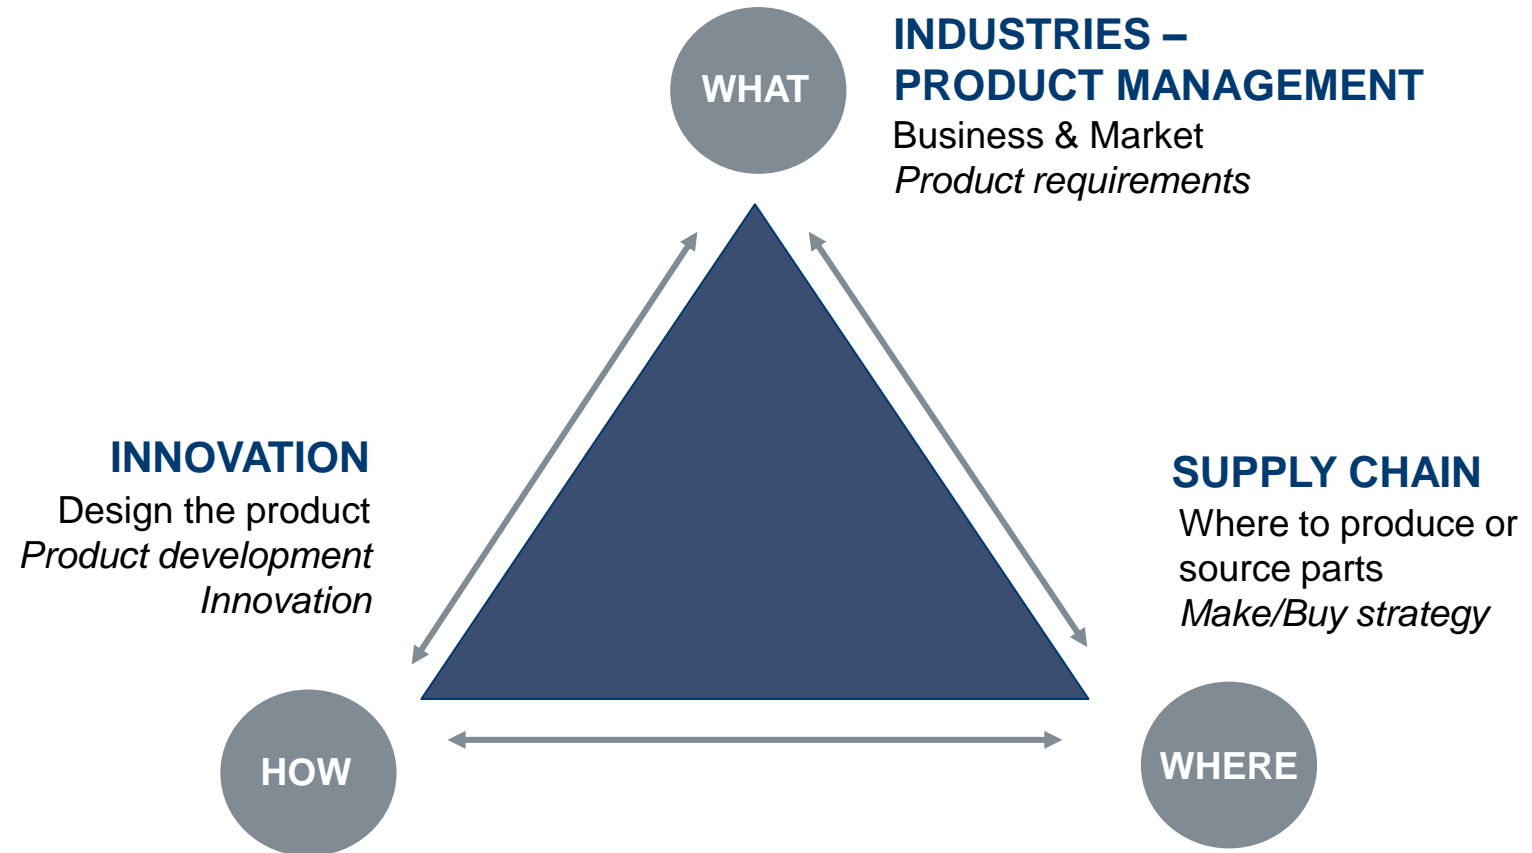 WHAT
INDUSTRIES –
PRODUCT MANAGEMENT
Business & Market
Product requirements
INNOVATION
Design the product
Product development
Innovation
HOW
SUPPLY CHAIN
Where to produce or
source parts
Make/Buy strategy
WHERE